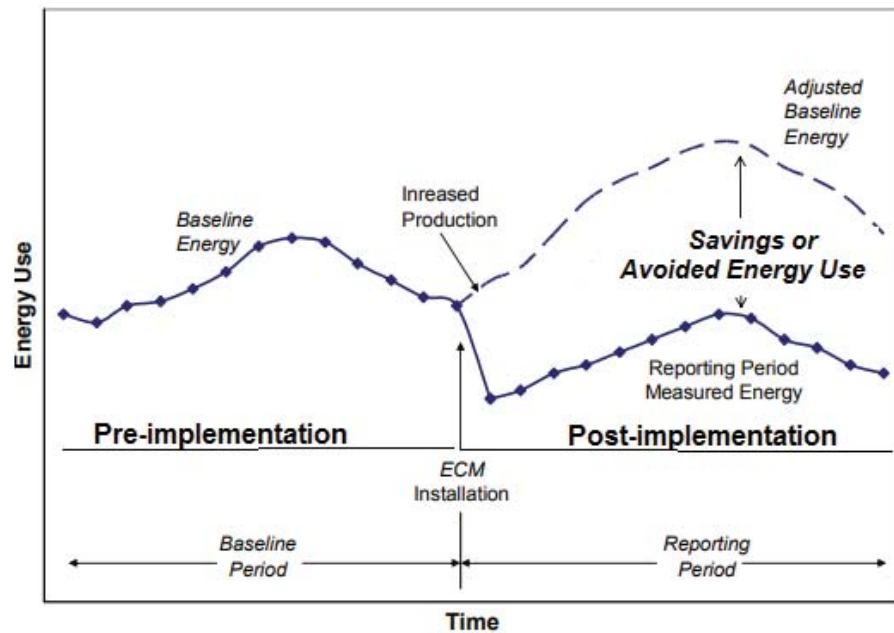 Adjusted
Baseline
Energy
Inreased
Production
Baseline
Energy
Savings or
Avoided Energy Use
Energy Use
Reporting Period
Measured Energy
Pre-implementation
Post-implementation
ECM
Installation
Baseline
Period
Reporting
Period
Time